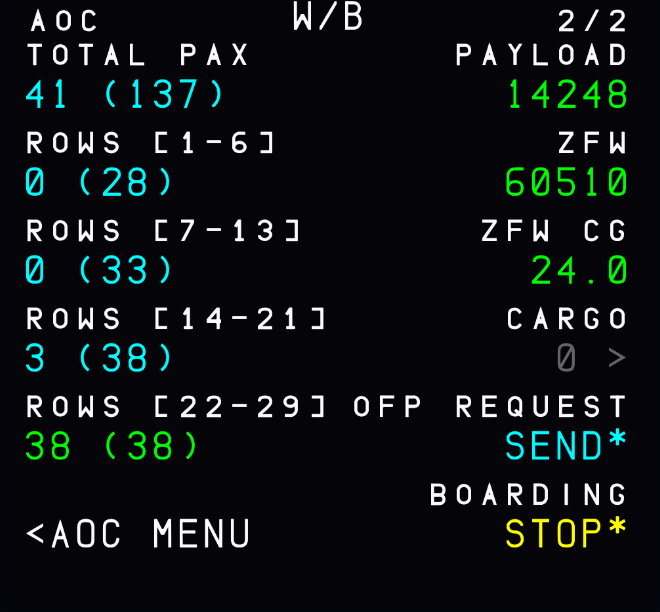 AOC W/B 2/2
TOTAL PAX PAYLOAD
41 (137) 14248
ROWS [1-6] ZFW
0 (28) 60510
ROWS [7-13] ZFW CG
0 (33) 24.0
ROWS [14-21] CARGO
3 (38) 0 >
ROWS [22-29] OFP REQUEST
38 (38) SEND*
BOARDING
<AOC MENU STOP*